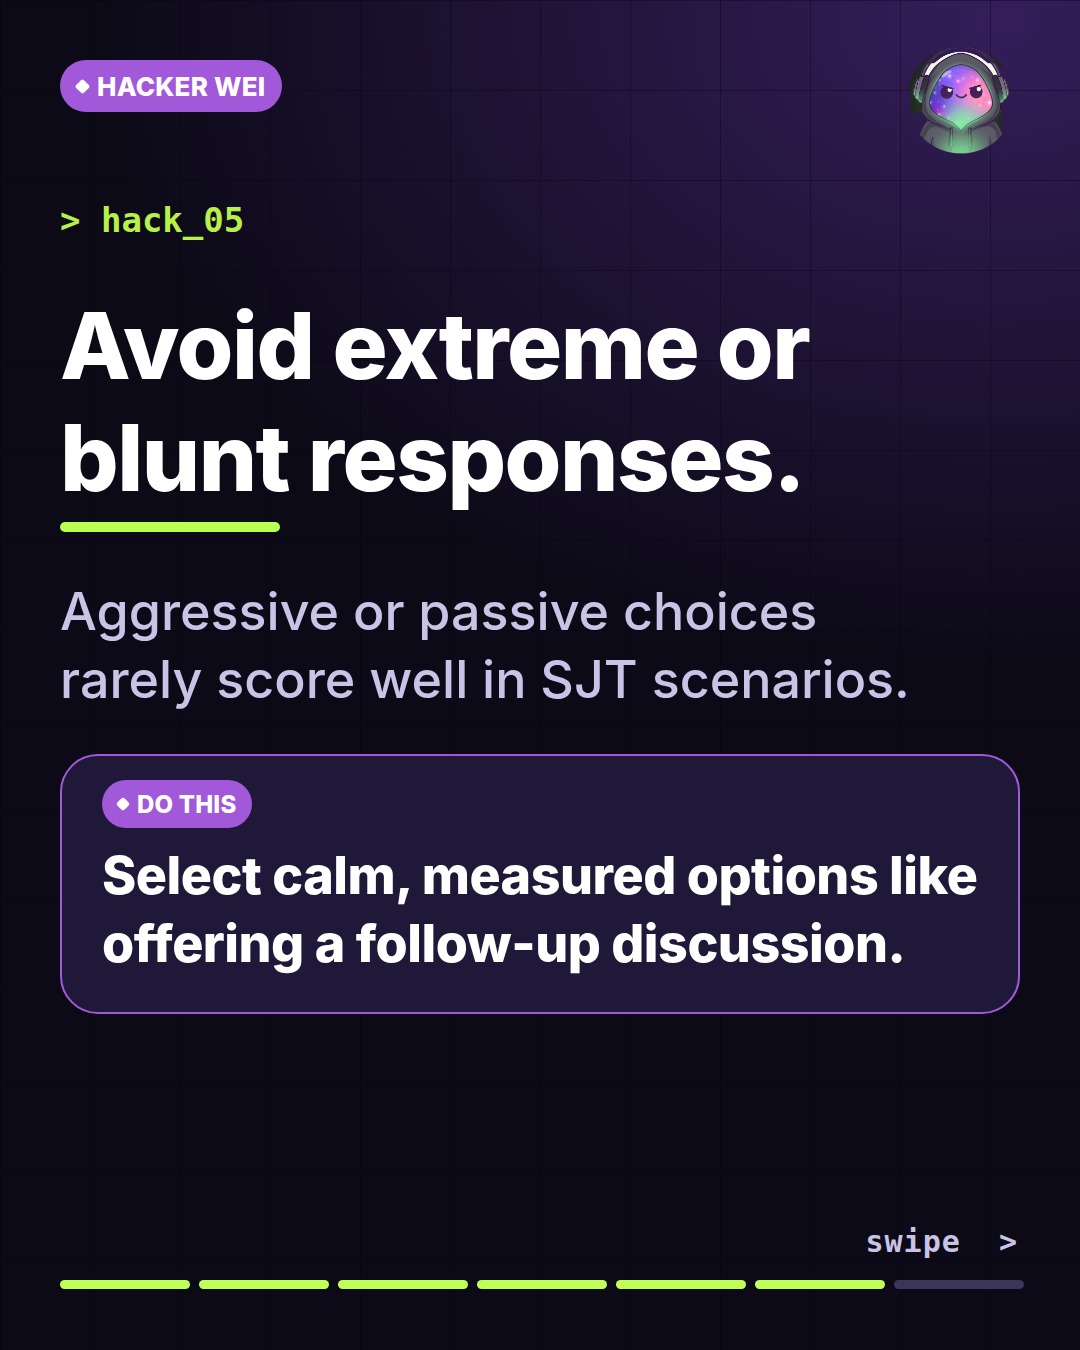 HACKER WEI
> hack_05
Avoid extreme or
blunt responses.
Aggressive or passive choices
rarely score well in SJT scenarios.
DO THIS
Select calm, measured options like
offering a follow-up discussion.
swipe >